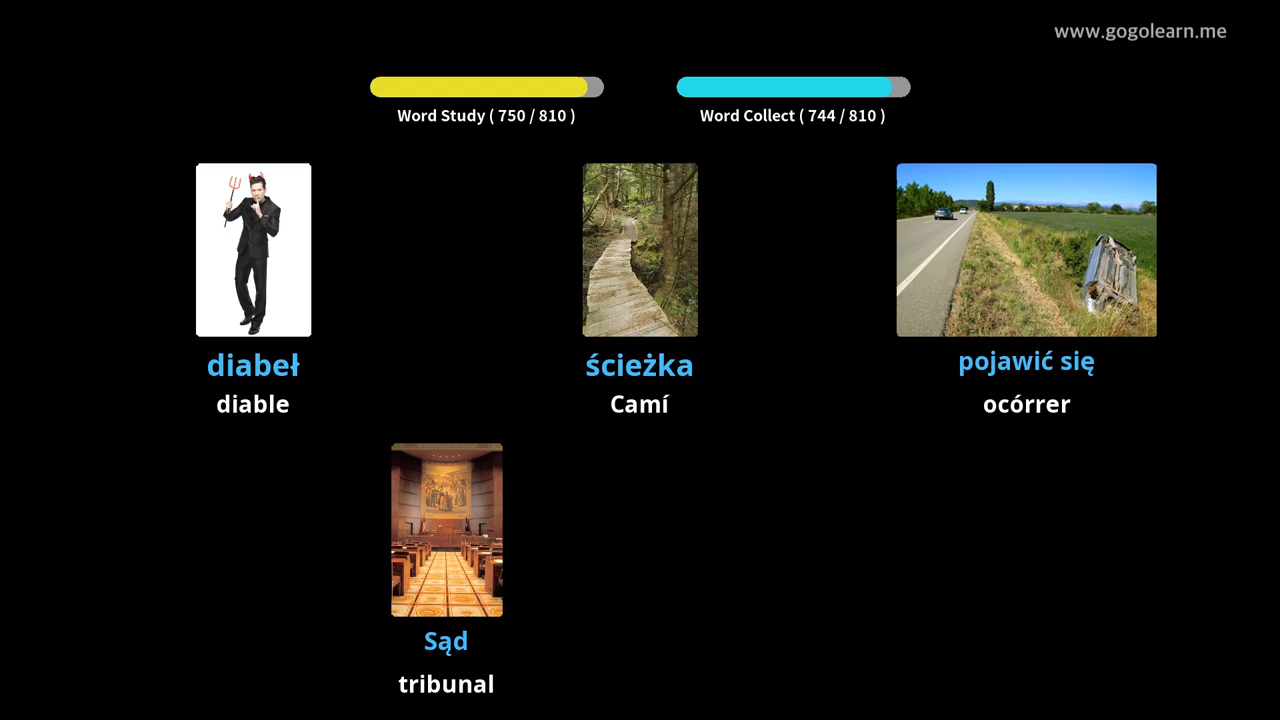 www.gogolearn.me
Word Study ( 750 / 810 )
Word Collect ( 744 / 810 )
diabeł
diable
ścieżka
Camí
pojawić się
ocórrer
Sąd
tribunal